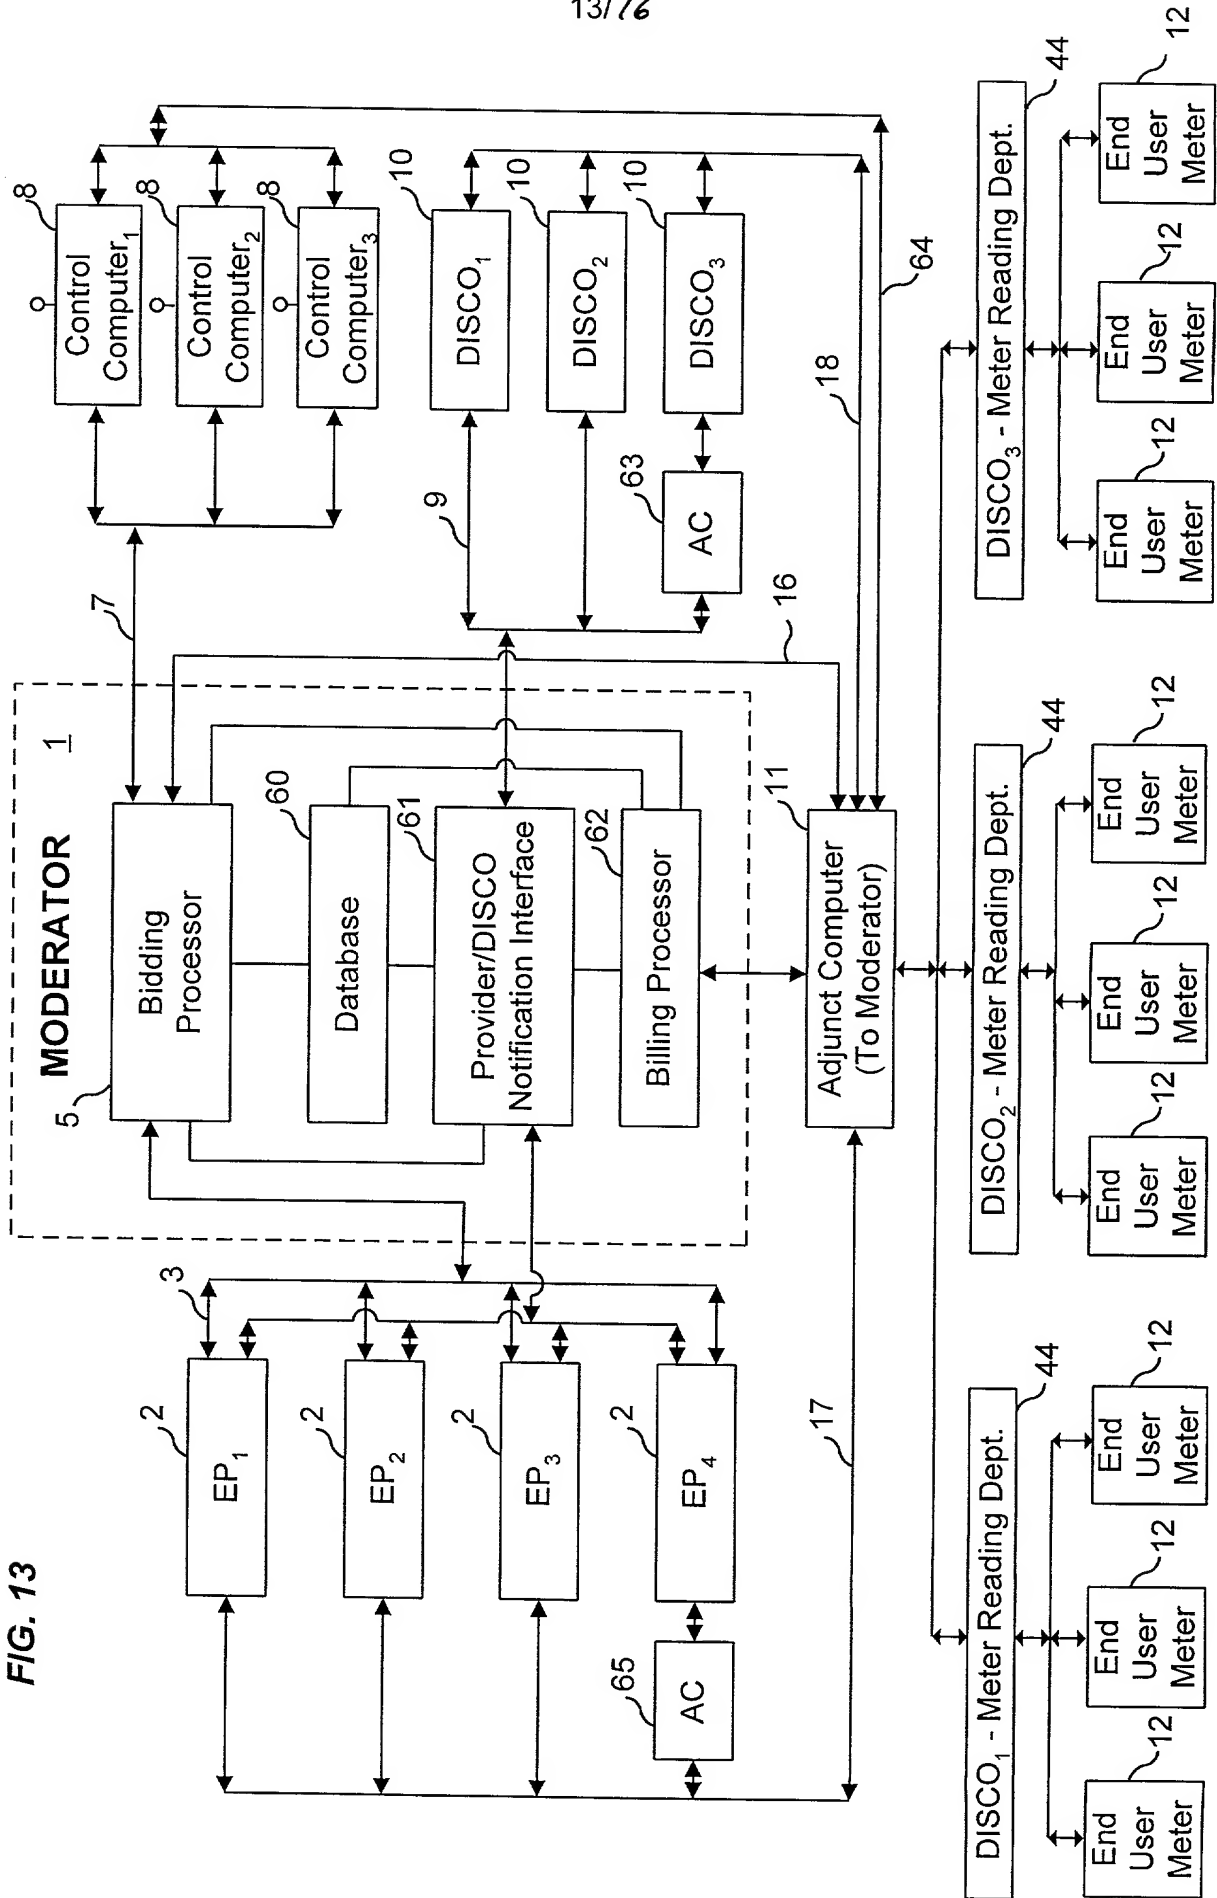 13/76
FIG. 13
MODERATOR
1
5
Bidding
Processor
60
Database
61
Provider/DISCO
Notification Interface
62
Billing Processor
3
2
EP1
2
EP2
2
EP3
2
EP4
65
AC
17
7
8
Control
Computer1
8
Control
Computer2
8
Control
Computer3
9
10
DISCO1
10
DISCO2
10
DISCO3
63
AC
16
18
64
11
Adjunct Computer
(To Moderator)
44
DISCO1 - Meter Reading Dept.
12
End
User
Meter
12
End
User
Meter
12
End
User
Meter
44
DISCO2 - Meter Reading Dept.
12
End
User
Meter
12
End
User
Meter
12
End
User
Meter
44
DISCO3 - Meter Reading Dept.
12
End
User
Meter
12
End
User
Meter
12
End
User
Meter